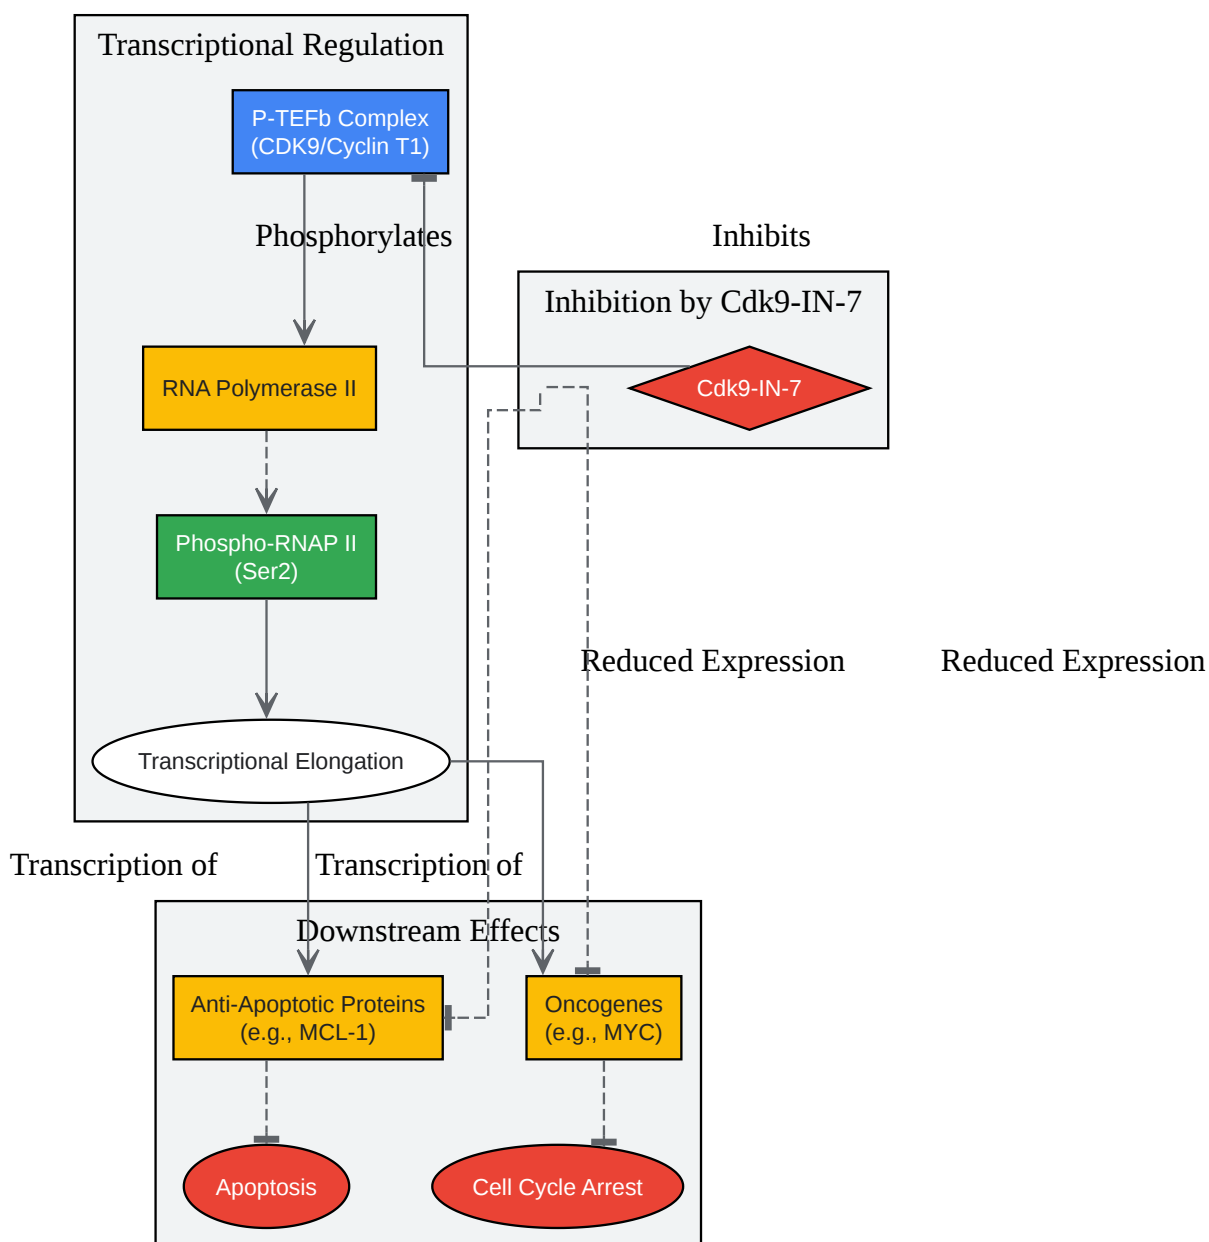 Transcriptional Regulation
P-TEFb Complex
(CDK9/Cyclin T1)
Phosphorylates
Inhibits
Inhibition by Cdk9-IN-7
RNA Polymerase II
Cdk9-IN-7
Phospho-RNAP II
(Ser2)
Reduced Expression
Reduced Expression
Transcriptional Elongation
Transcription of
Transcription of
Downstream Effects
Anti-Apoptotic Proteins
(e.g., MCL-1)
Oncogenes
(e.g., MYC)
Apoptosis
Cell Cycle Arrest